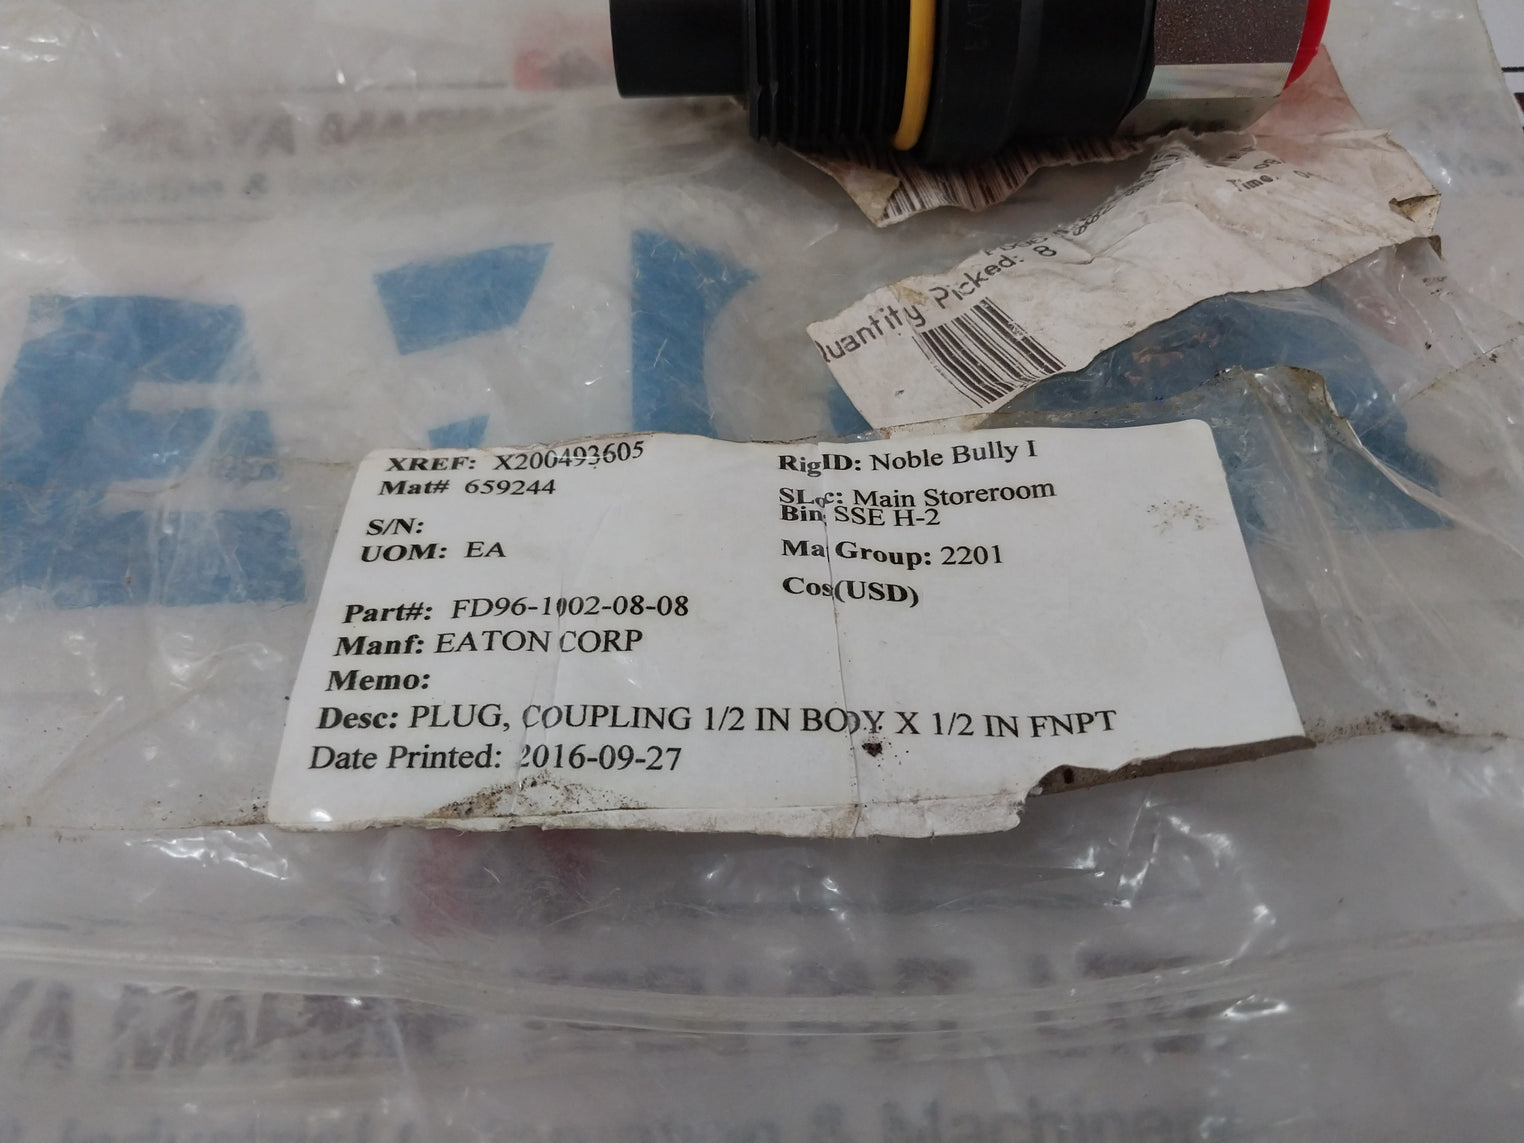 Quantity Picked: 8
Time:
XREF: X200493605
Mat# 659244
S/N:
UOM: EA
Part#: FD96-1002-08-08
Manf: EATON CORP
Memo:
Desc: PLUG, COUPLING 1/2 IN BODY X 1/2 IN FNPT
Date Printed: 2016-09-27
RigID: Noble Bully I
SLoc: Main Storeroom
Bin: SSE H-2
Ma Group: 2201
Cos(USD)